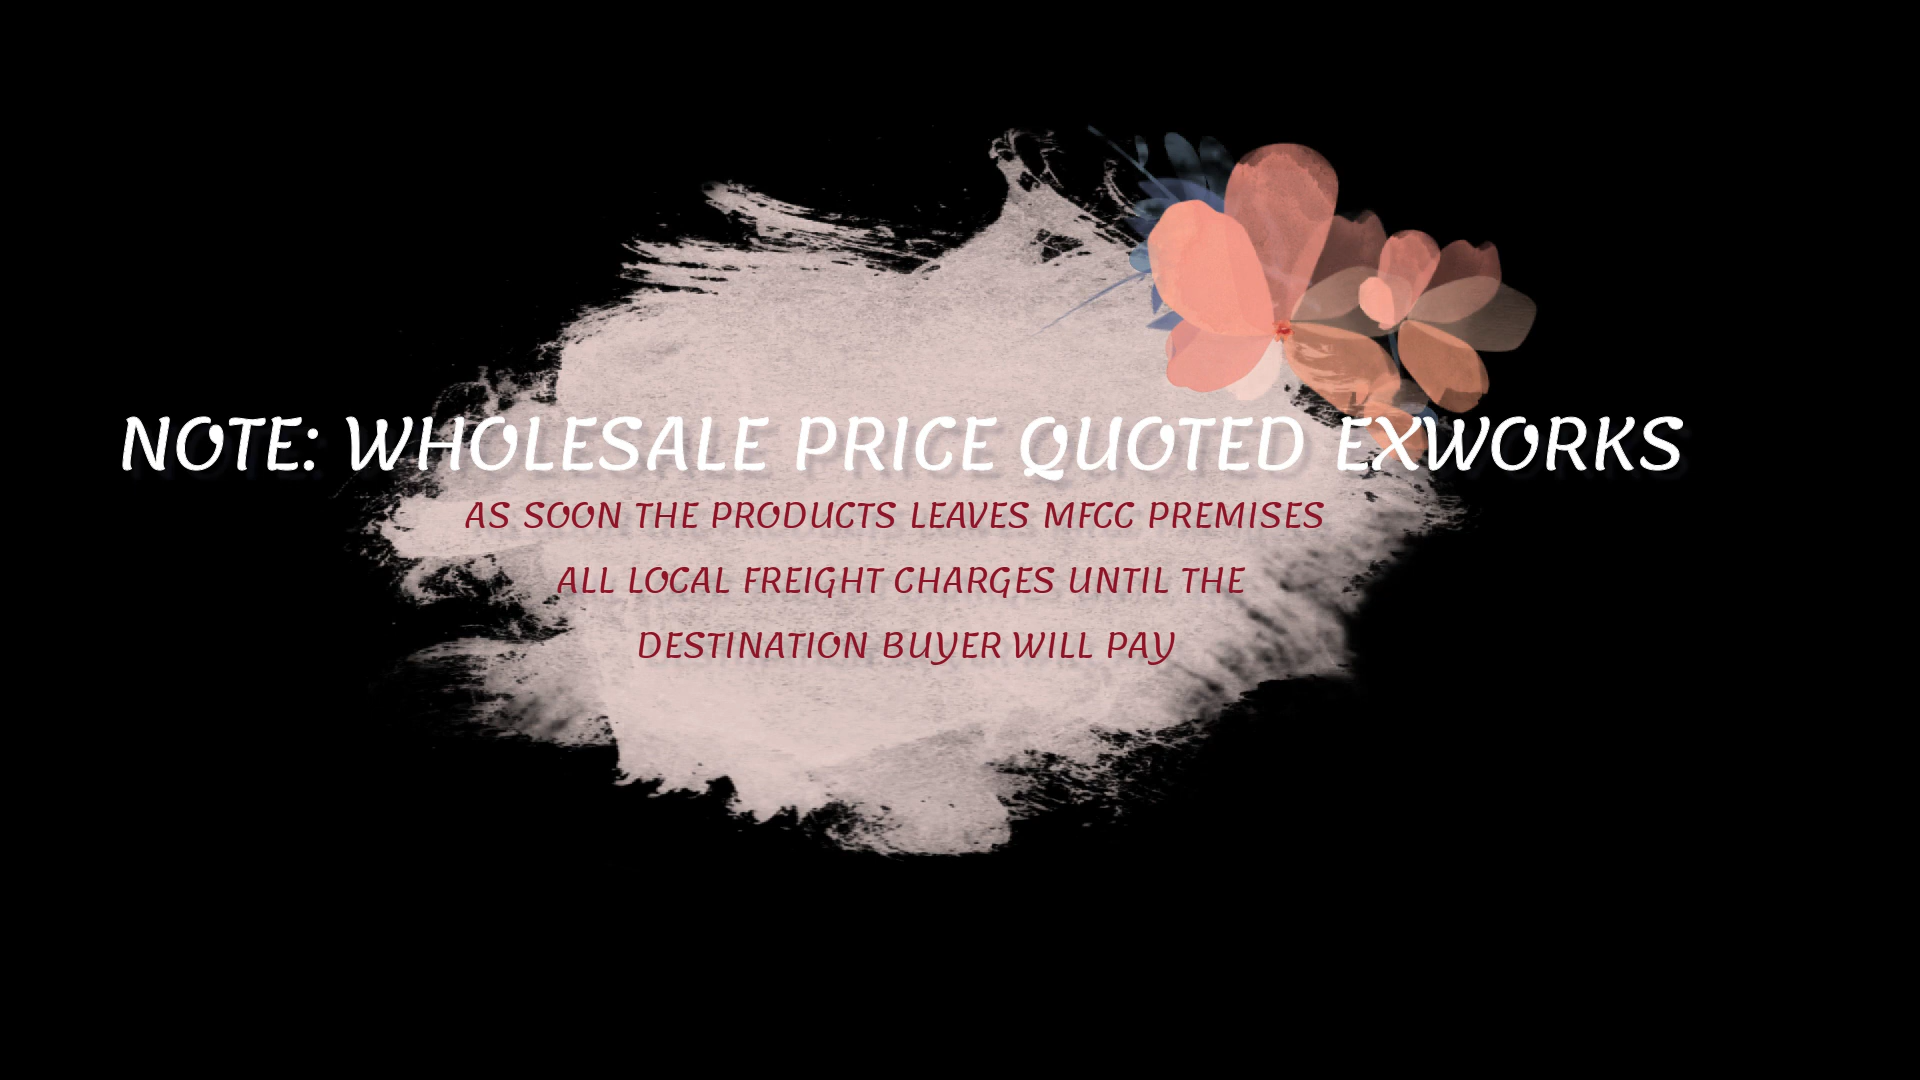 NOTE: WHOLESALE PRICE QUOTED EXWORKS
AS SOON THE PRODUCTS LEAVES MFCC PREMISES
ALL LOCAL FREIGHT CHARGES UNTIL THE
DESTINATION BUYER WILL PAY